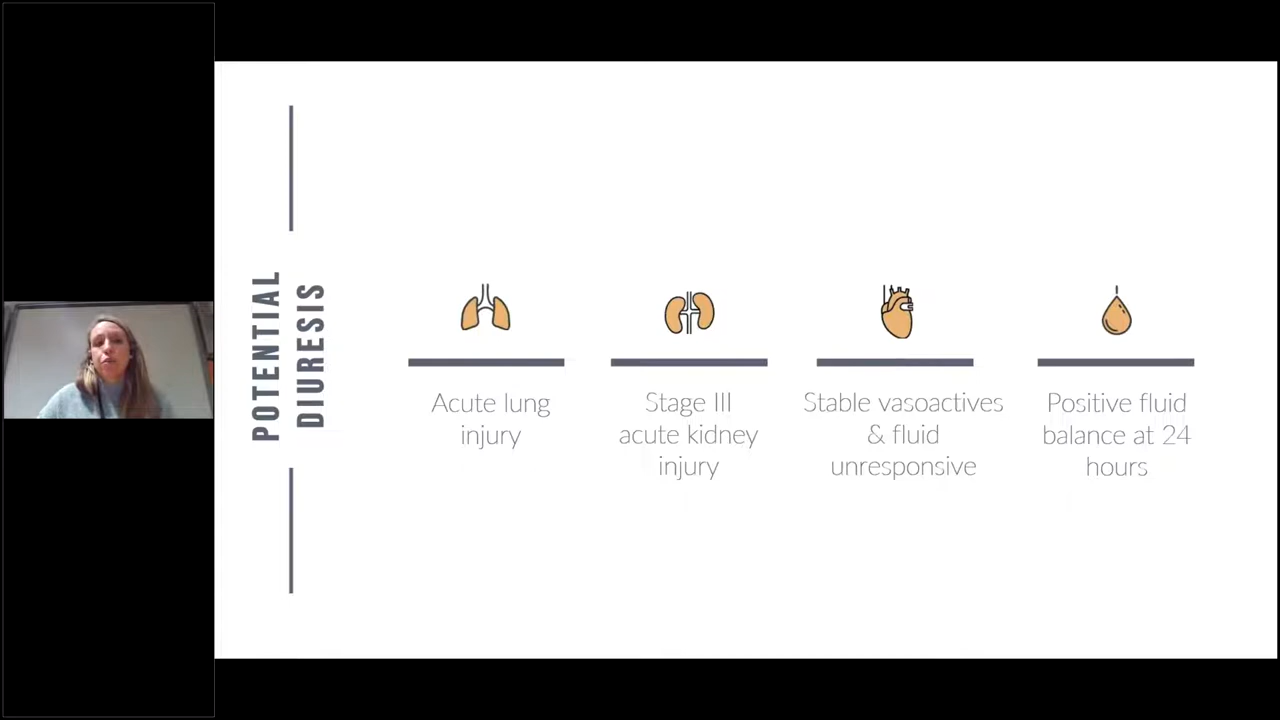 POTENTIAL
DIURESIS
Acute lung
injury
Stage III
acute kidney
injury
Stable vasoactives
& fluid
unresponsive
Positive fluid
balance at 24
hours